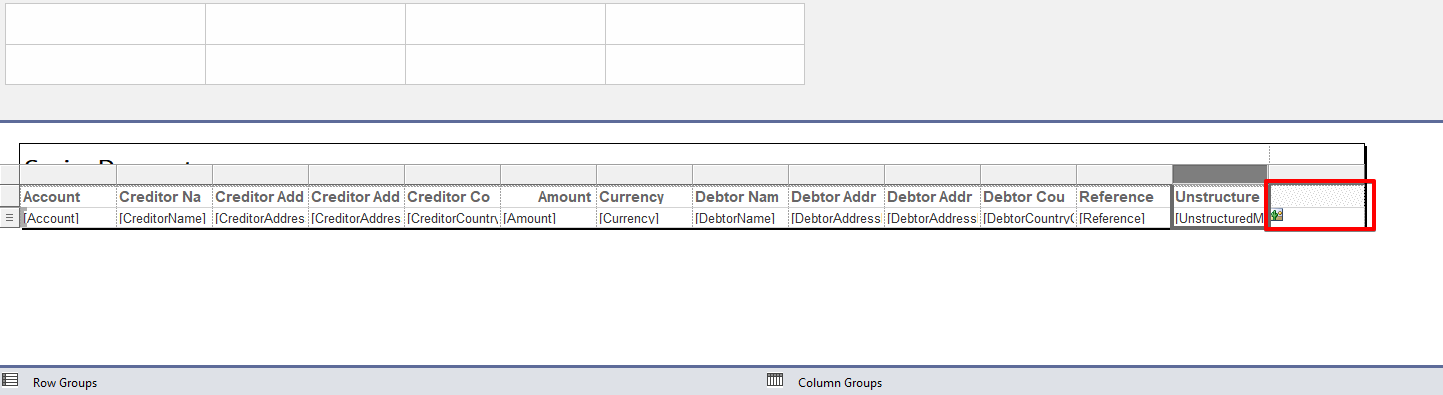 Account Creditor Na Creditor Add Creditor Add Creditor Co Amount Currency Debtor Nam Debtor Addr Debtor Addr Debtor Cou Reference Unstructure
[Account] [CreditorName] [CreditorAddres [CreditorAddres [CreditorCountry [Amount] [Currency] [DebtorName] [DebtorAddress [DebtorAddress [DebtorCountryC [Reference] [UnstructuredM
Row Groups Column Groups